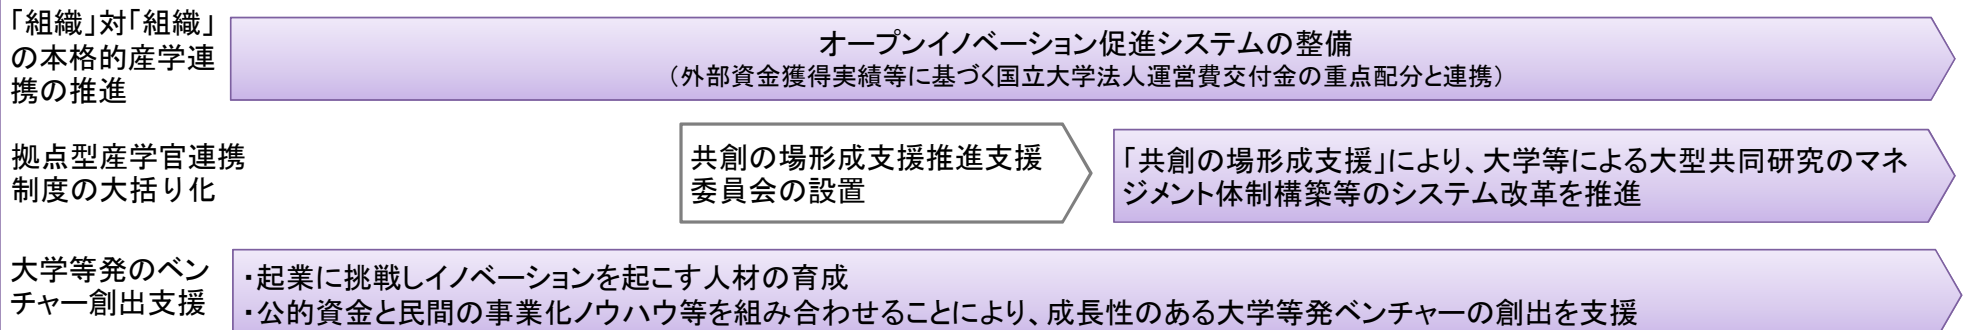 「組織」対「組織」
の本格的産学連
携の推進
オープンイノベーション促進システムの整備
（外部資金獲得実績等に基づく国立大学法人運営費交付金の重点配分と連携）
拠点型産学官連携
制度の大括り化
共創の場形成支援推進支援
委員会の設置
「共創の場形成支援」により、大学等による大型共同研究のマネ
ジメント体制構築等のシステム改革を推進
大学等発のベン
チャー創出支援
・起業に挑戦しイノベーションを起こす人材の育成
・公的資金と民間の事業化ノウハウ等を組み合わせることにより、成長性のある大学等発ベンチャーの創出を支援